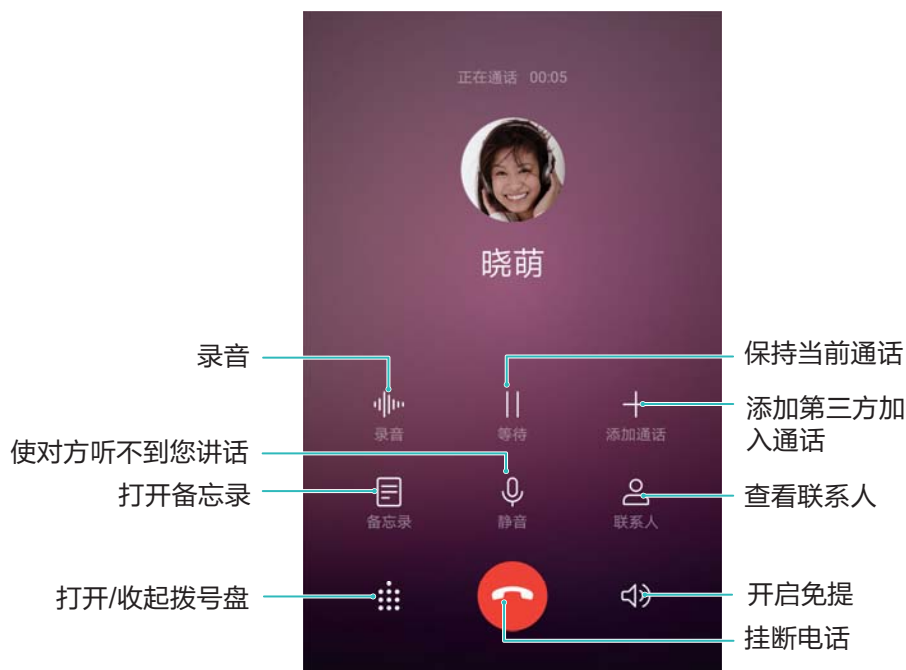 正在通话 00:05
晓萌
录音
保持当前通话
录音
等待
添加通话
添加第三方加
入通话
使对方听不到您讲话
打开备忘录
备忘录
静音
联系人
查看联系人
打开/收起拨号盘
开启免提
挂断电话